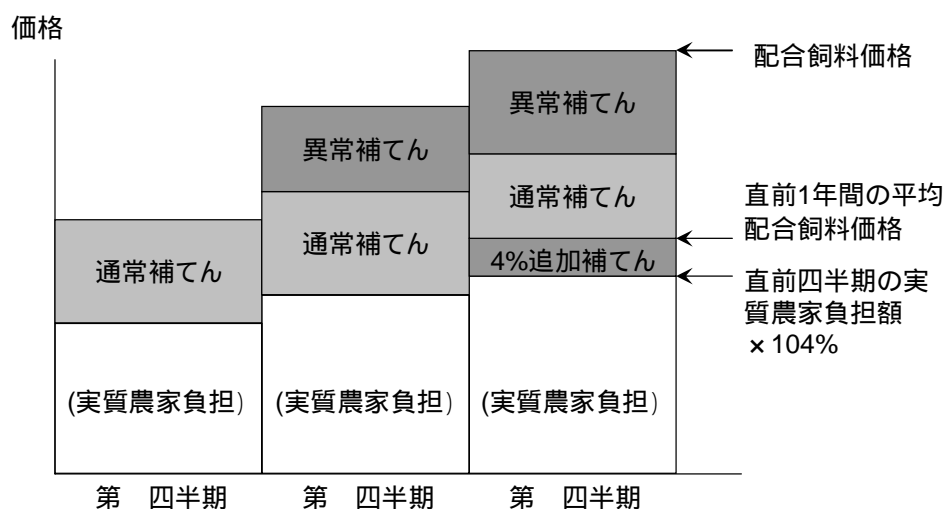 価格
配合飼料価格
異常補てん
異常補てん
通常補てん
直前1年間の平均
配合飼料価格
通常補てん
通常補てん
4%追加補てん
直前四半期の実
質農家負担額
×104%
(実質農家負担)
(実質農家負担)
(実質農家負担)
第　四半期
第　四半期
第　四半期